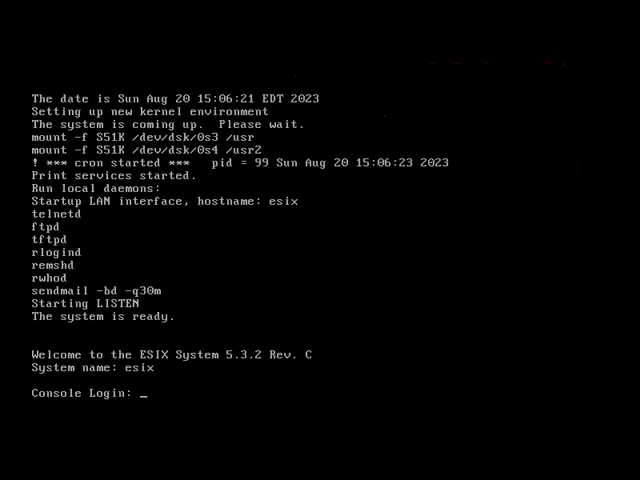 The date is Sun Aug 20 15:06:21 EDT 2023
Setting up new kernel environment
The system is coming up.  Please wait.
mount -f S51K /dev/dsk/0s3 /usr
mount -f S51K /dev/dsk/0s4 /usr2
! *** cron started ***   pid = 99 Sun Aug 20 15:06:23 2023
Print services started.
Run local daemons:
Startup LAN interface, hostname: esix
telnetd
ftpd
tftpd
rlogind
remshd
rwhod
sendmail -bd -q30m
Starting LISTEN
The system is ready.
Welcome to the ESIX System 5.3.2 Rev. C
System name: esix
Console Login: _